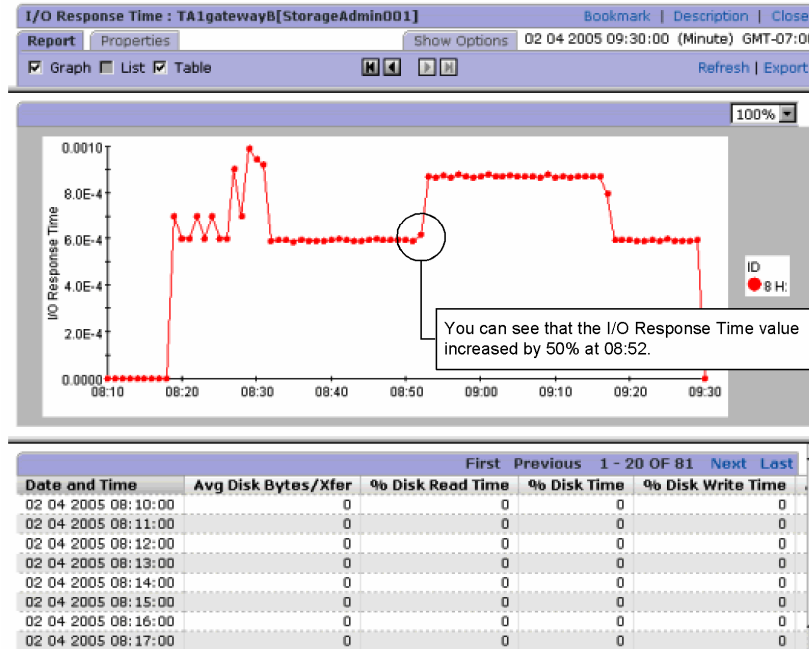 I/O Response Time : TA1gatewayB[StorageAdmin001] Bookmark | Description | Close
Report Properties Show Options 02 04 2005 09:30:00 (Minute) GMT-07:00
Graph List Table Refresh | Export
100%
0.0010
8.0E-4
6.0E-4
4.0E-4
2.0E-4
0.0000
I/O Response Time
08:10 08:20 08:30 08:40 08:50 09:00 09:10 09:20 09:30
ID
8 H:
You can see that the I/O Response Time value
increased by 50% at 08:52.
First Previous 1 - 20 OF 81 Next Last
Date and Time Avg Disk Bytes/Xfer % Disk Read Time % Disk Time % Disk Write Time
02 04 2005 08:10:00 0 0 0 0
02 04 2005 08:11:00 0 0 0 0
02 04 2005 08:12:00 0 0 0 0
02 04 2005 08:13:00 0 0 0 0
02 04 2005 08:14:00 0 0 0 0
02 04 2005 08:15:00 0 0 0 0
02 04 2005 08:16:00 0 0 0 0
02 04 2005 08:17:00 0 0 0 0